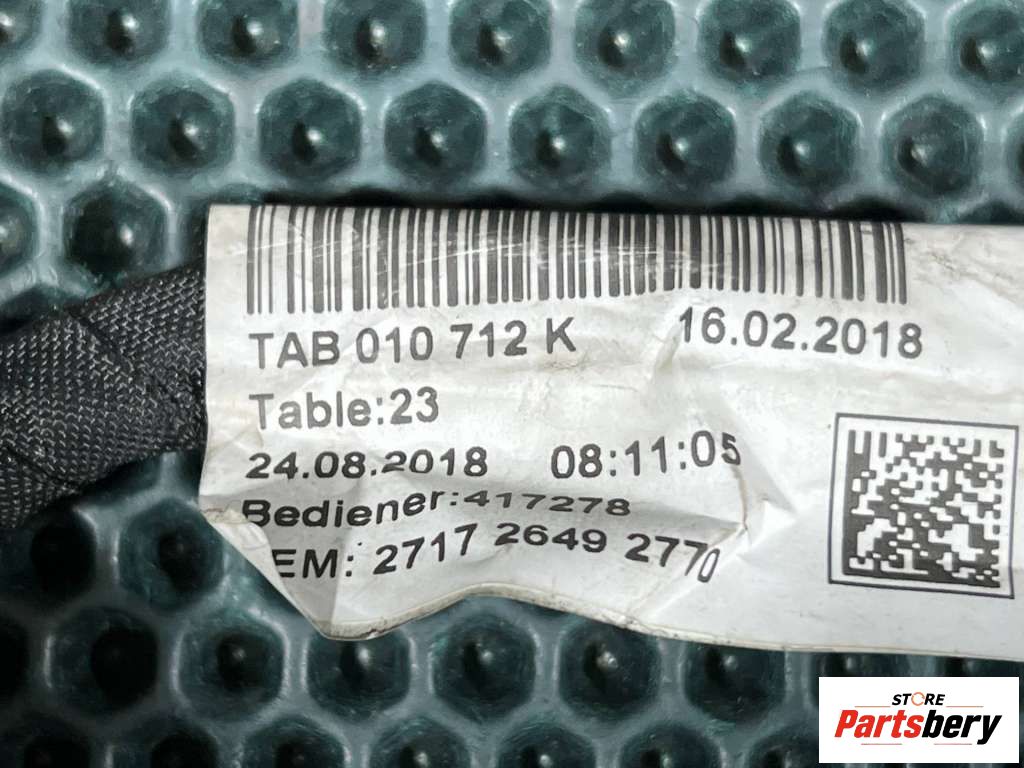 TAB 010 712 K 16.02.2018
Table:23
24.08.2018 08:11:05
Bediener:417278
EM: 2717 2649 2770
STORE
Partsbery